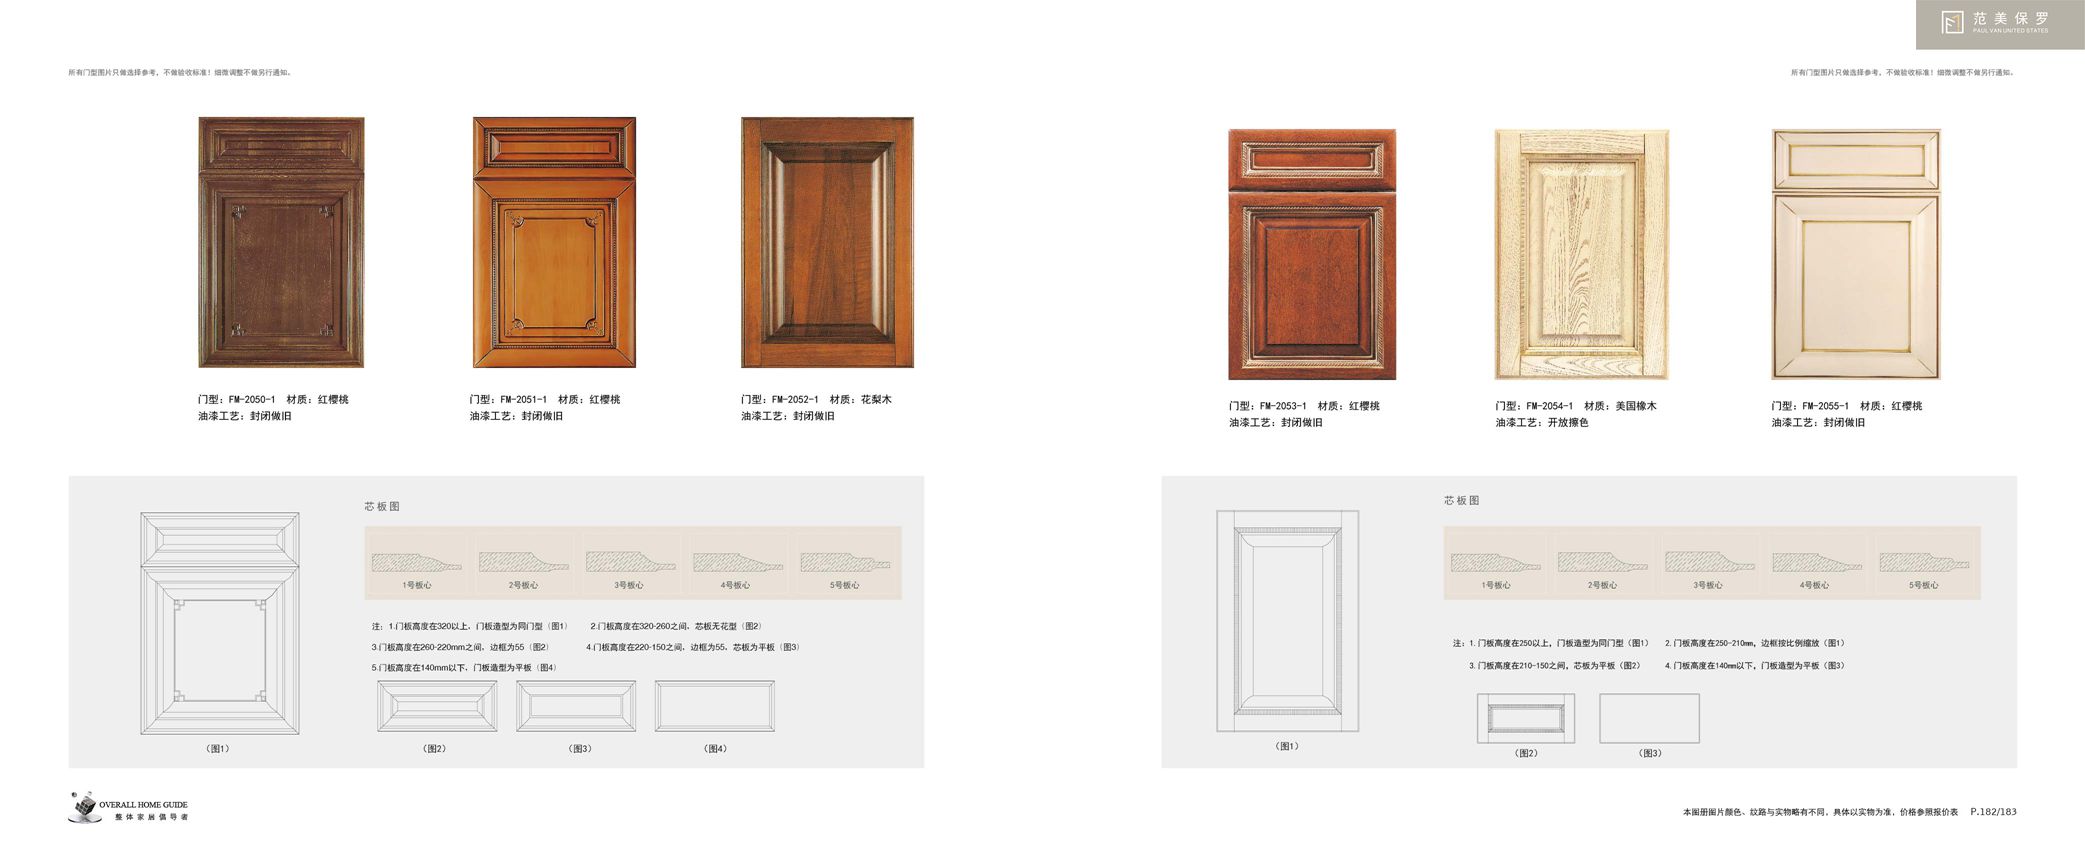 范美保罗
PAUL VAN UNITED STATES
所有门型图片只做选择参考，不做验收标准！细微调整不做另行通知。
所有门型图片只做选择参考，不做验收标准！细微调整不做另行通知。
门型：FM-2050-1 材质：红樱桃
油漆工艺：封闭做旧
门型：FM-2051-1 材质：红樱桃
油漆工艺：封闭做旧
门型：FM-2052-1 材质：花梨木
油漆工艺：封闭做旧
门型：FM-2053-1 材质：红樱桃
油漆工艺：封闭做旧
门型：FM-2054-1 材质：美国橡木
油漆工艺：开放擦色
门型：FM-2055-1 材质：红樱桃
油漆工艺：封闭做旧
芯板图
1号板心 2号板心 3号板心 4号板心 5号板心
注：1.门板高度在320以上、门板造型为同门型（图1） 2.门板高度在320-260之间、芯板无花型（图2）
3.门板高度在260-220mm之间、边框为55（图2） 4.门板高度在220-150之间、边框为55、芯板为平板（图3）
5.门板高度在140mm以下、门板造型为平板（图4）
（图1） （图2） （图3） （图4）
芯板图
1号板心 2号板心 3号板心 4号板心 5号板心
注：1.门板高度在250以上，门板造型为同门型（图1） 2.门板高度在250-210mm，边框按比例缩放（图1）
3.门板高度在210-150之间，芯板为平板（图2） 4.门板高度在140mm以下，门板造型为平板（图3）
（图1） （图2） （图3）
OVERALL HOME GUIDE
整体家居倡导者
本画册图片颜色、纹路与实物略有不同，具体以实物为准，价格参照报价表 P.182/183